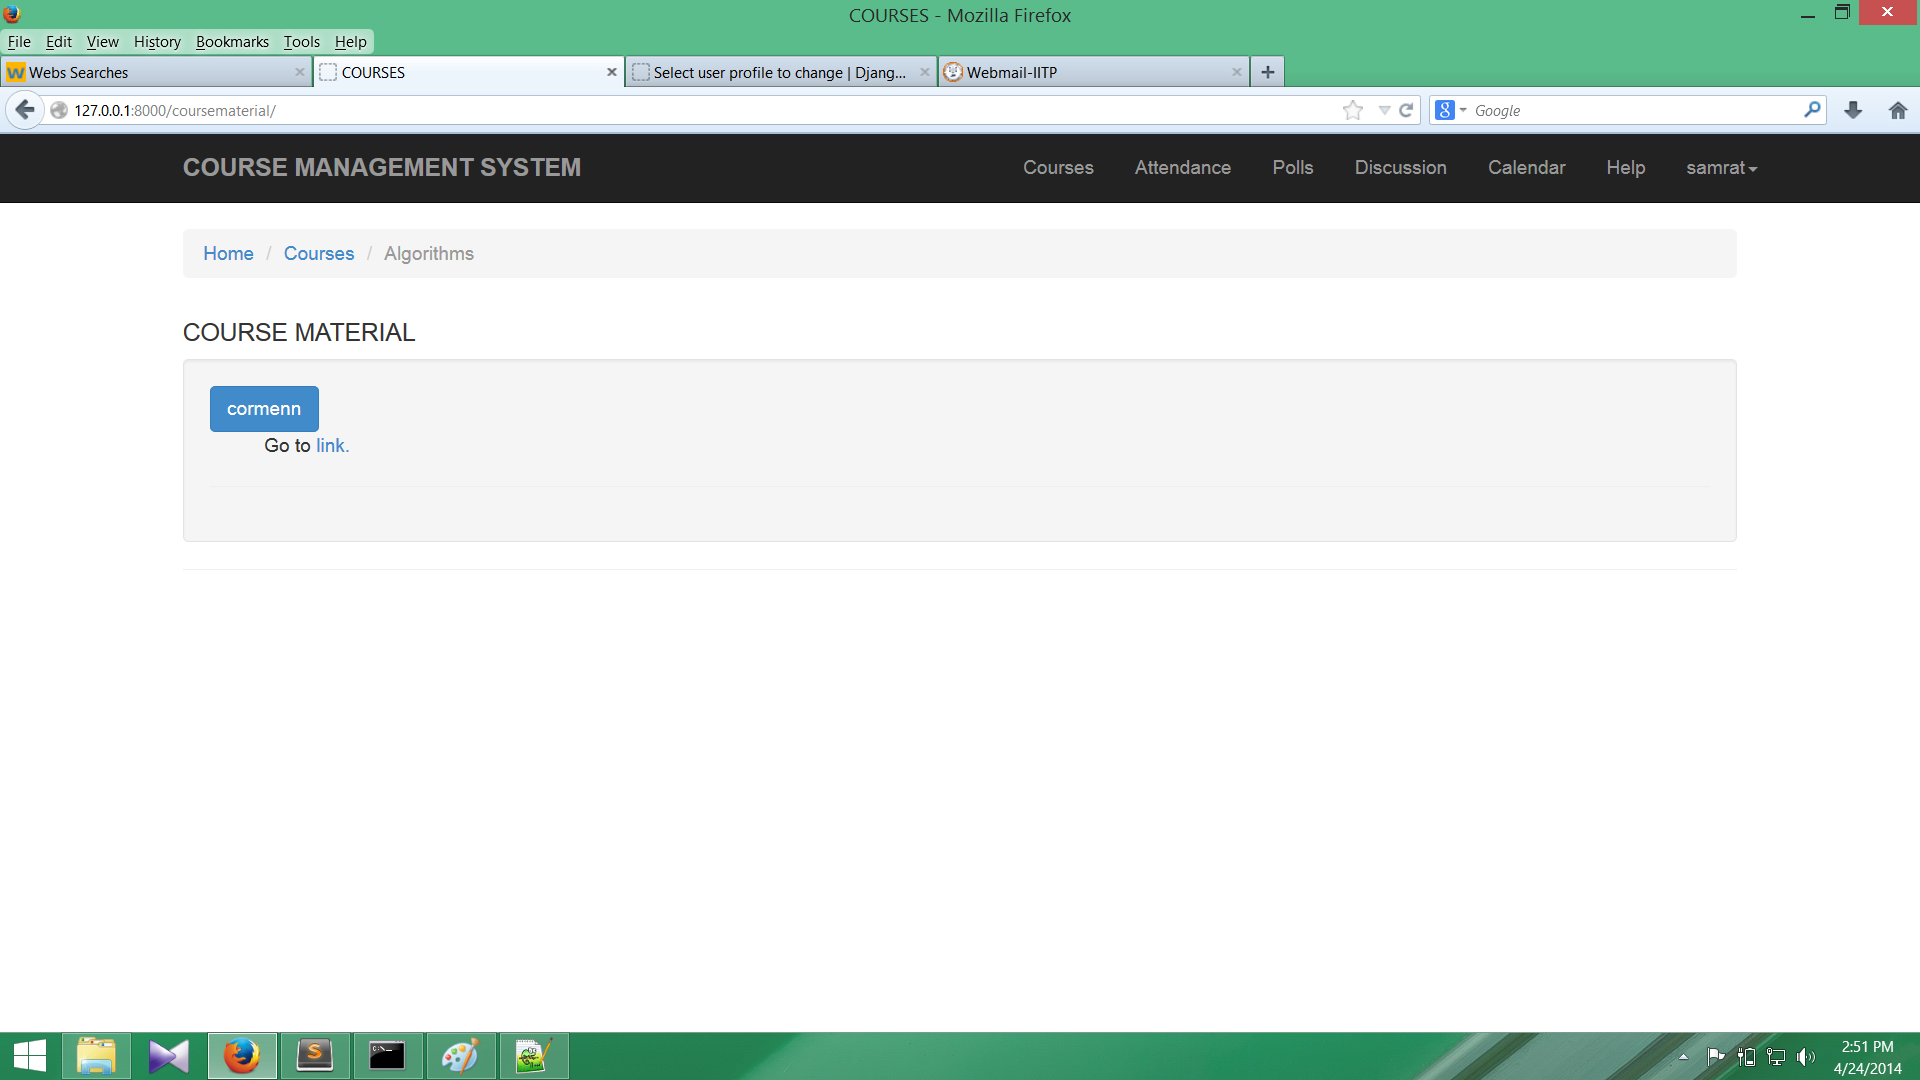 COURSES - Mozilla Firefox
File Edit View History Bookmarks Tools Help
Webs Searches
COURSES
Select user profile to change | Djang...
Webmail-IITP
127.0.0.1:8000/coursematerial/
Google
COURSE MANAGEMENT SYSTEM
Courses Attendance Polls Discussion Calendar Help samrat
Home / Courses / Algorithms
COURSE MATERIAL
cormenn
Go to link.
2:51 PM
4/24/2014